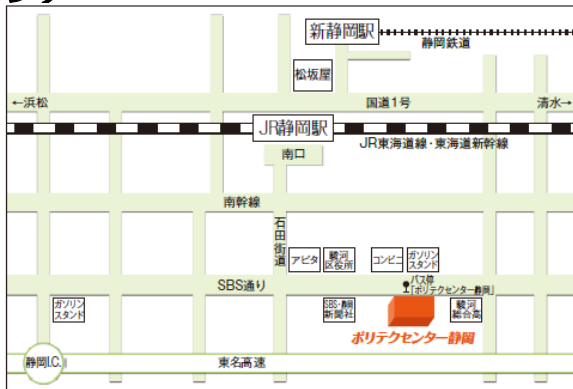 新静岡駅
静岡鉄道
松坂屋
←浜松
国道1号
清水→
JR静岡駅
JR東海道線・東海道新幹線
南口
南幹線
石田街道
アピタ
駿河
区役所
コンビニ
ガソリン
スタンド
バス停
「ポリテクセンター静岡」
SBS通り
ガソリン
スタンド
SBS・静岡
新聞社
駿河
総合高
ポリテクセンター静岡
静岡I.C.
東名高速